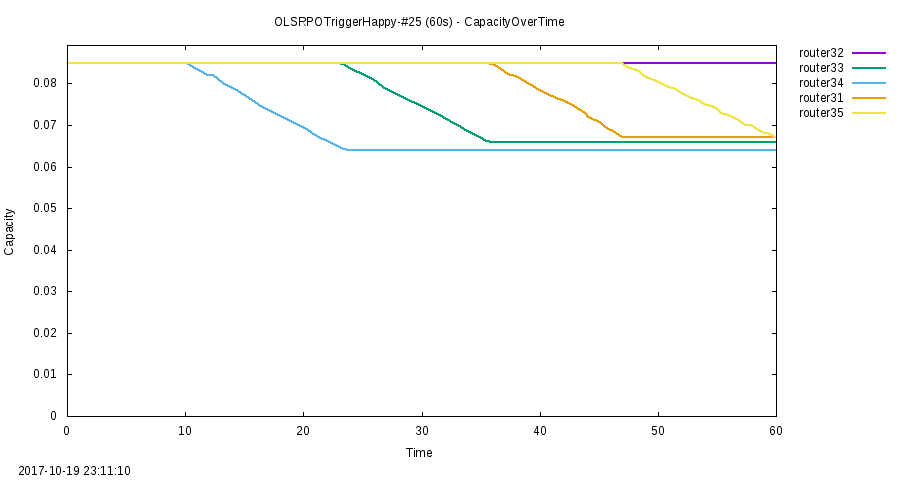 OLSRPOTriggerHappy-#25 (60s) - CapacityOverTime
router32
router33
router34
router31
router35
0.08
0.07
0.06
0.05
0.04
0.03
0.02
0.01
0
Capacity
0 10 20 30 40 50 60
Time
2017-10-19 23:11:10